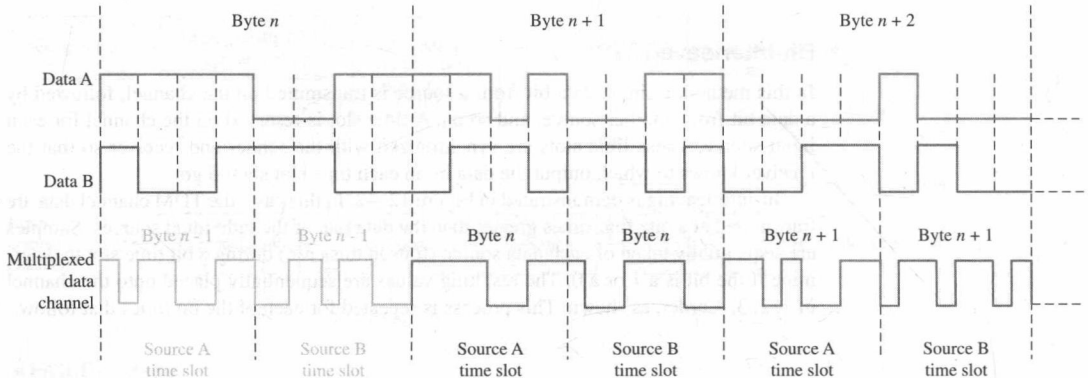 Byte n
Byte n + 1
Byte n + 2
Data A
Data B
Byte n - 1
Byte n - 1
Byte n
Byte n
Byte n + 1
Byte n + 1
Multiplexed
data
channel
Source A
time slot
Source B
time slot
Source A
time slot
Source B
time slot
Source A
time slot
Source B
time slot